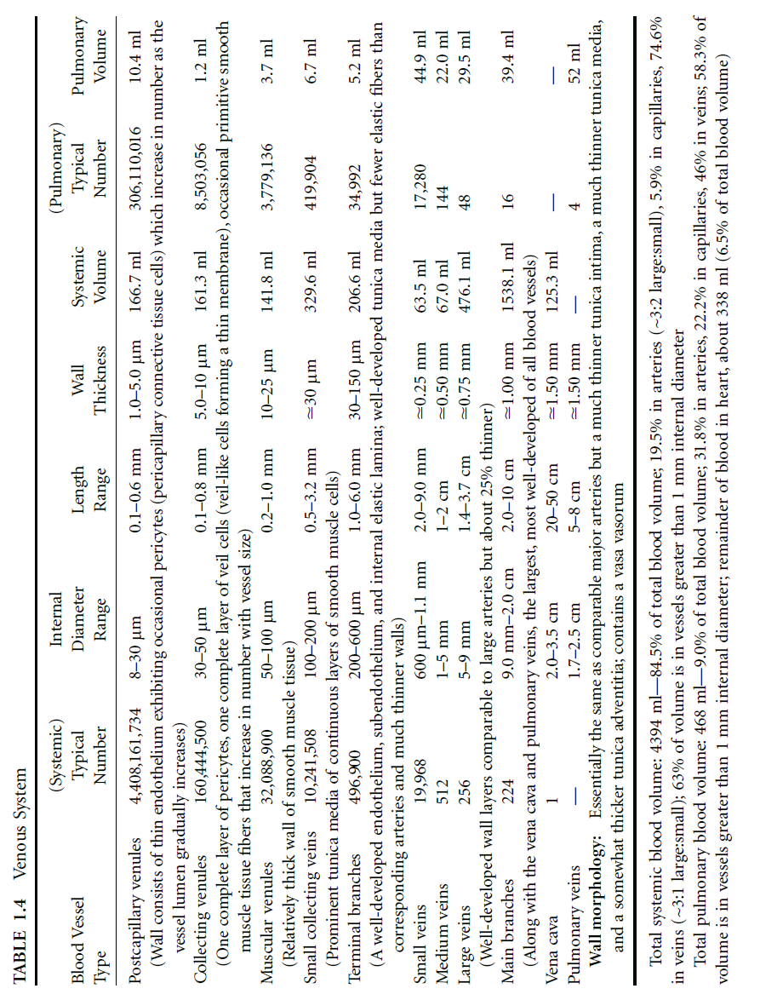 TABLE 1.4 Venous System
(Systemic) Internal (Pulmonary)
Blood Vessel Typical Diameter Length Wall Systemic Typical Pulmonary
Type Number Range Range Thickness Volume Number Volume
Postcapillary venules 4,408,161,734 8–30 μm 0.1–0.6 mm 1.0–5.0 μm 166.7 ml 306,110,016 10.4 ml
(Wall consists of thin endothelium exhibiting occasional pericytes (pericapillary connective tissue cells) which increase in number as the
vessel lumen gradually increases)
Collecting venules 160,444,500 30–50 μm 0.1–0.8 mm 5.0–10 μm 161.3 ml 8,503,056 1.2 ml
(One complete layer of pericytes, one complete layer of veil cells (veil-like cells forming a thin membrane), occasional primitive smooth
muscle tissue fibers that increase in number with vessel size)
Muscular venules 32,088,900 50–100 μm 0.2–1.0 mm 10–25 μm 141.8 ml 3,779,136 3.7 ml
(Relatively thick wall of smooth muscle tissue)
Small collecting veins 10,241,508 100–200 μm 0.5–3.2 mm ≃30 μm 329.6 ml 419,904 6.7 ml
(Prominent tunica media of continuous layers of smooth muscle cells)
Terminal branches 496,900 200–600 μm 1.0–6.0 mm 30–150 μm 206.6 ml 34,992 5.2 ml
(A well-developed endothelium, subendothelium, and internal elastic lamina; well-developed tunica media but fewer elastic fibers than
corresponding arteries and much thinner walls)
Small veins 19,968 600 μm–1.1 mm 2.0–9.0 mm ≃0.25 mm 63.5 ml 17,280 44.9 ml
Medium veins 512 1–5 mm 1–2 cm ≃0.50 mm 67.0 ml 144 22.0 ml
Large veins 256 5–9 mm 1.4–3.7 cm ≃0.75 mm 476.1 ml 48 29.5 ml
(Well-developed wall layers comparable to large arteries but about 25% thinner)
Main branches 224 9.0 mm–2.0 cm 2.0–10 cm ≃1.00 mm 1538.1 ml 16 39.4 ml
(Along with the vena cava and pulmonary veins, the largest, most well-developed of all blood vessels)
Vena cava 1 2.0–3.5 cm 20–50 cm ≃1.50 mm 125.3 ml — —
Pulmonary veins — 1.7–2.5 cm 5–8 cm ≃1.50 mm — 4 52 ml
Wall morphology: Essentially the same as comparable major arteries but a much thinner tunica intima, a much thinner tunica media,
and a somewhat thicker tunica adventitia; contains a vasa vasorum
Total systemic blood volume: 4394 ml—84.5% of total blood volume; 19.5% in arteries (~3:2 large:small), 5.9% in capillaries, 74.6%
in veins (~3:1 large:small); 63% of volume is in vessels greater than 1 mm internal diameter
Total pulmonary blood volume: 468 ml—9.0% of total blood volume; 31.8% in arteries, 22.2% in capillaries, 46% in veins; 58.3% of
volume is in vessels greater than 1 mm internal diameter; remainder of blood in heart, about 338 ml (6.5% of total blood volume)